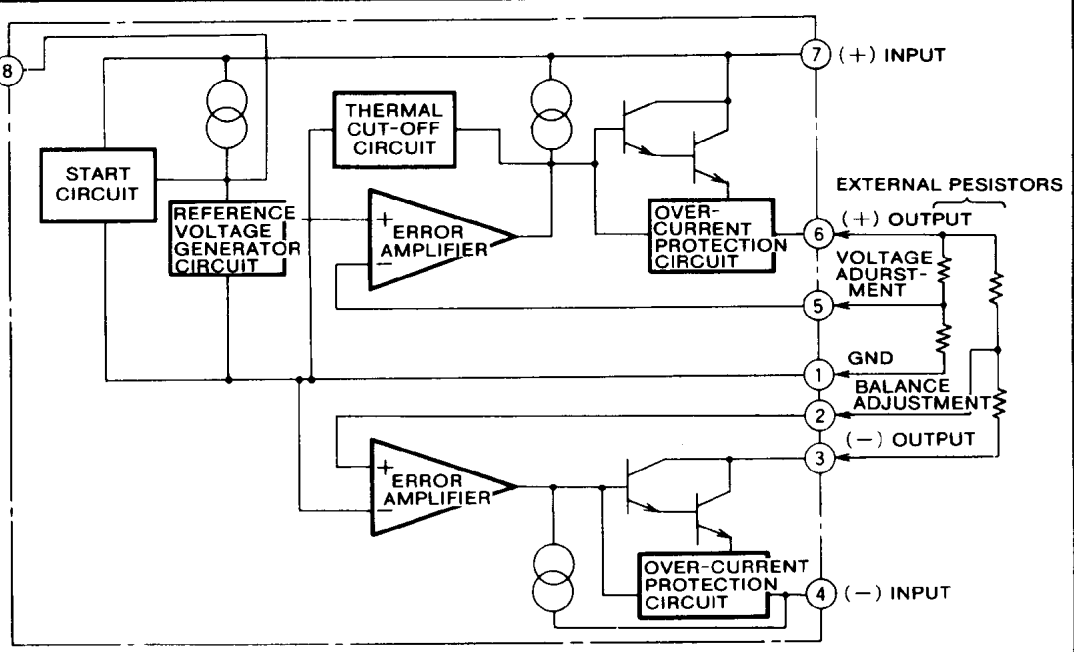 8
7 (+) INPUT
THERMAL
CUT-OFF
CIRCUIT
START
CIRCUIT
EXTERNAL PESISTORS
REFERENCE
VOLTAGE
GENERATOR
CIRCUIT
+
−
ERROR
AMPLIFIER
OVER-
CURRENT
PROTECTION
CIRCUIT
6 (+) OUTPUT
VOLTAGE
ADURST-
MENT
5
GND
1
BALANCE
ADJUSTMENT
2
(−) OUTPUT
3
+
−
ERROR
AMPLIFIER
OVER-CURRENT
PROTECTION
CIRCUIT
4 (−) INPUT